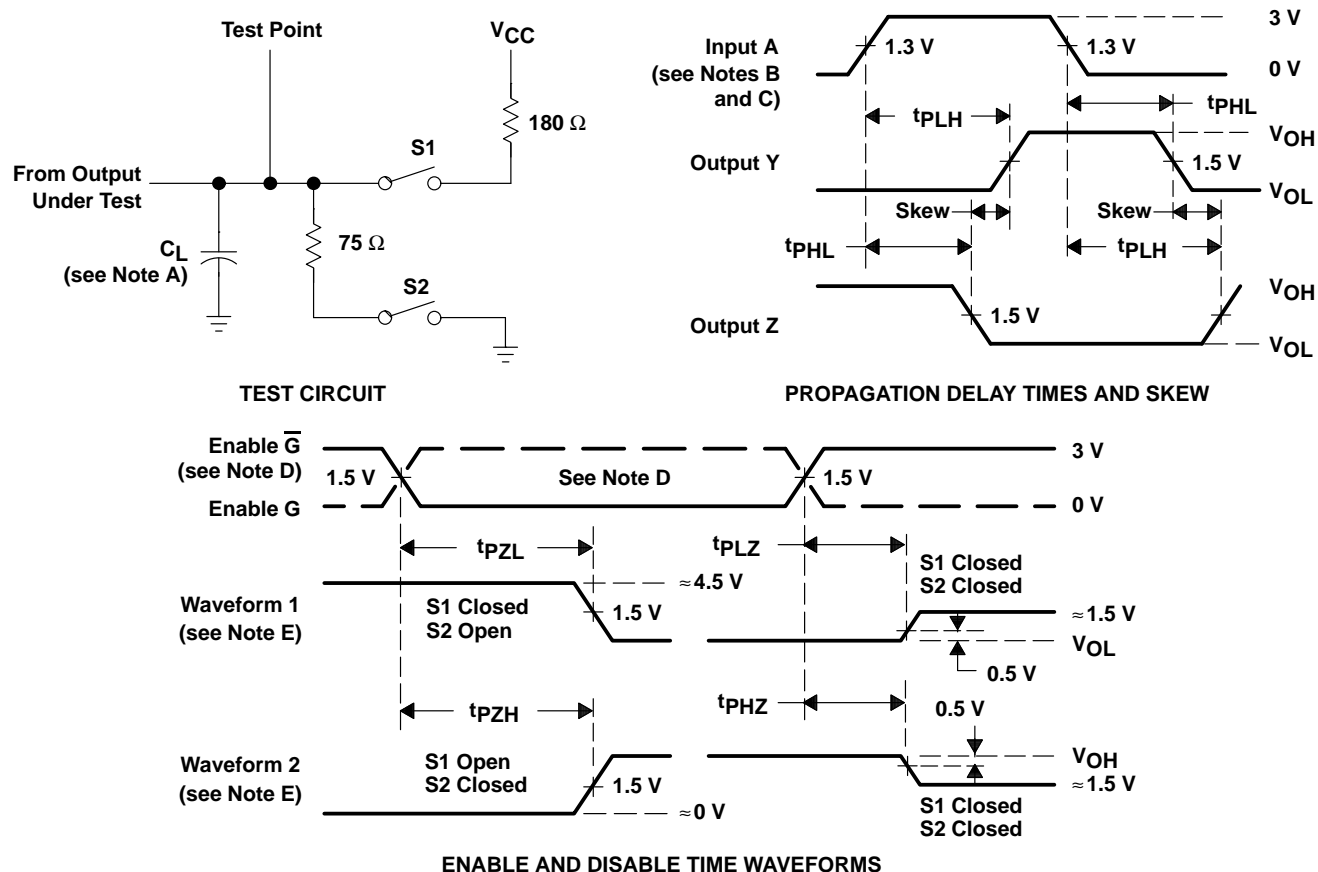 Test Point
VCC
180 Ω
S1
From Output
Under Test
CL
(see Note A)
75 Ω
S2
TEST CIRCUIT
3 V
Input A
(see Notes B
and C)
1.3 V
1.3 V
0 V
tPLH
tPHL
VOH
Output Y
1.5 V
VOL
Skew
Skew
tPHL
tPLH
VOH
Output Z
1.5 V
VOL
PROPAGATION DELAY TIMES AND SKEW
Enable G̅
(see Note D)
3 V
1.5 V
See Note D
1.5 V
Enable G
0 V
tPZL
tPLZ
S1 Closed
S2 Closed
≈4.5 V
Waveform 1
(see Note E)
S1 Closed
S2 Open
1.5 V
≈1.5 V
VOL
0.5 V
tPZH
tPHZ
0.5 V
Waveform 2
(see Note E)
S1 Open
S2 Closed
1.5 V
≈0 V
VOH
≈1.5 V
S1 Closed
S2 Closed
ENABLE AND DISABLE TIME WAVEFORMS